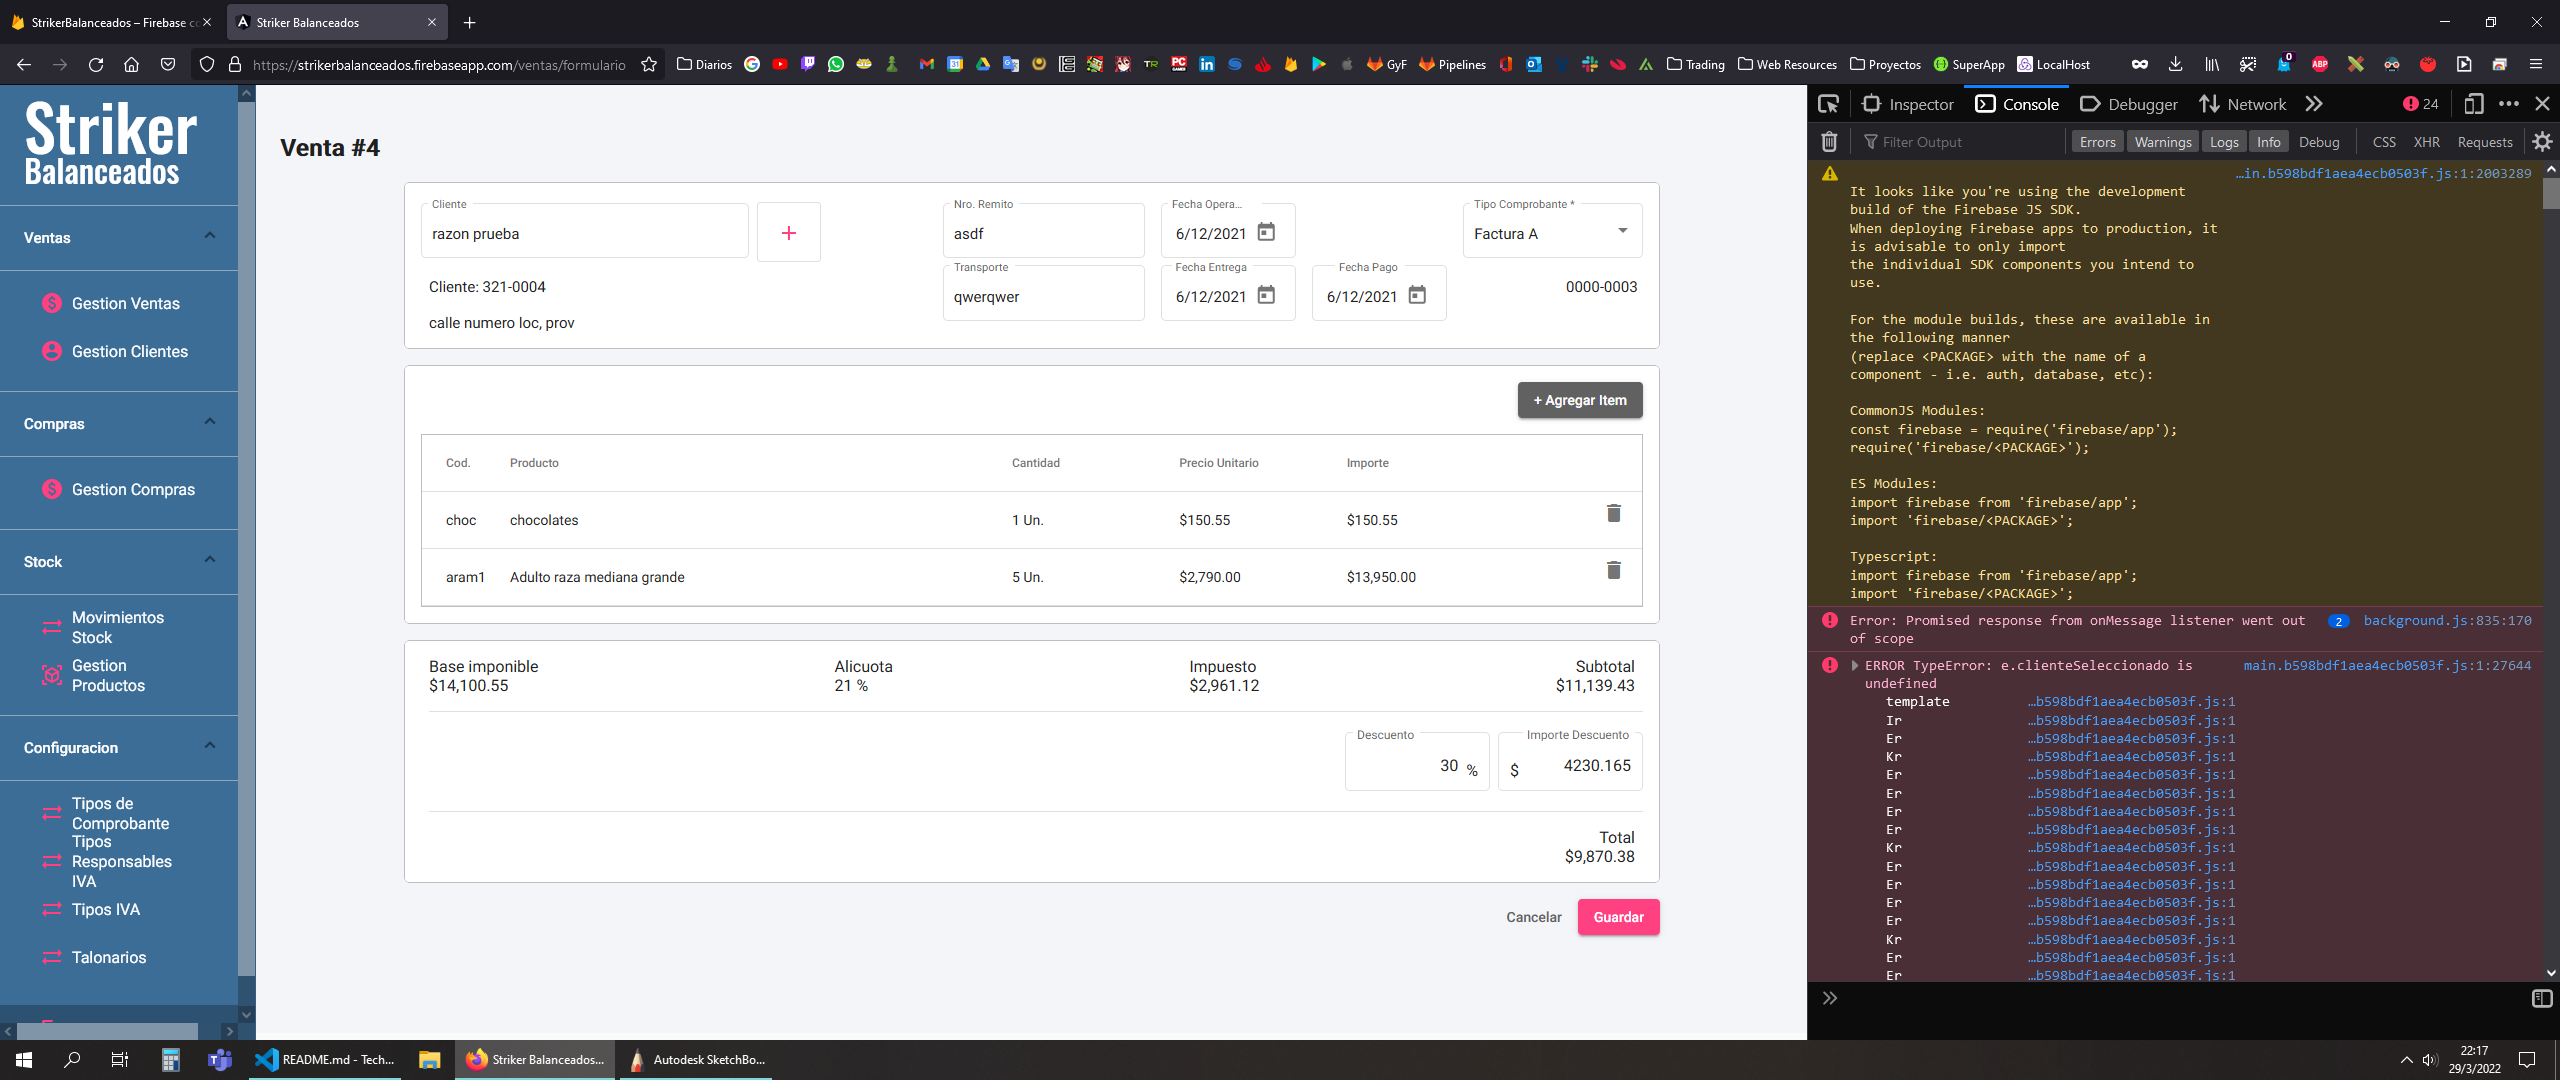 StrikerBalanceados – Firebase co
Striker Balanceados
https://strikerbalanceados.firebaseapp.com/ventas/formulario
Diarios
GyF
Pipelines
Trading
Web Resources
Proyectos
SuperApp
LocalHost
Striker
Balanceados
Ventas
Gestion Ventas
Gestion Clientes
Compras
Gestion Compras
Stock
Movimientos
Stock
Gestion
Productos
Configuracion
Tipos de
Comprobante
Tipos
Responsables
IVA
Tipos IVA
Talonarios
Venta #4
Cliente
razon prueba
+
Nro. Remito
asdf
Fecha Opera...
6/12/2021
Tipo Comprobante *
Factura A
Cliente: 321-0004
Transporte
qwerqwer
Fecha Entrega
6/12/2021
Fecha Pago
6/12/2021
0000-0003
calle numero loc, prov
+ Agregar Item
Cod. Producto Cantidad Precio Unitario Importe
choc chocolates 1 Un. $150.55 $150.55
aram1 Adulto raza mediana grande 5 Un. $2,790.00 $13,950.00
Base imponible Alicuota Impuesto Subtotal
$14,100.55 21 % $2,961.12 $11,139.43
Descuento Importe Descuento
30 % $ 4230.165
Total
$9,870.38
Cancelar Guardar
Inspector Console Debugger Network 24
Filter Output Errors Warnings Logs Info Debug CSS XHR Requests
…in.b598bdf1aea4ecb0503f.js:1:2003289
It looks like you're using the development
build of the Firebase JS SDK.
When deploying Firebase apps to production, it
is advisable to only import
the individual SDK components you intend to
use.
For the module builds, these are available in
the following manner
(replace <PACKAGE> with the name of a
component - i.e. auth, database, etc):
CommonJS Modules:
const firebase = require('firebase/app');
require('firebase/<PACKAGE>');
ES Modules:
import firebase from 'firebase/app';
import 'firebase/<PACKAGE>';
Typescript:
import firebase from 'firebase/app';
import 'firebase/<PACKAGE>';
Error: Promised response from onMessage listener went out 2 background.js:835:170
of scope
ERROR TypeError: e.clienteSeleccionado is main.b598bdf1aea4ecb0503f.js:1:27644
undefined
template …b598bdf1aea4ecb0503f.js:1
Ir …b598bdf1aea4ecb0503f.js:1
Er …b598bdf1aea4ecb0503f.js:1
Kr …b598bdf1aea4ecb0503f.js:1
Er …b598bdf1aea4ecb0503f.js:1
Er …b598bdf1aea4ecb0503f.js:1
Er …b598bdf1aea4ecb0503f.js:1
Er …b598bdf1aea4ecb0503f.js:1
Kr …b598bdf1aea4ecb0503f.js:1
Er …b598bdf1aea4ecb0503f.js:1
Er …b598bdf1aea4ecb0503f.js:1
Er …b598bdf1aea4ecb0503f.js:1
Er …b598bdf1aea4ecb0503f.js:1
Kr …b598bdf1aea4ecb0503f.js:1
Er …b598bdf1aea4ecb0503f.js:1
Er …b598bdf1aea4ecb0503f.js:1
README.md - Tech...
Striker Balanceados...
Autodesk SketchBo...
22:17
29/3/2022